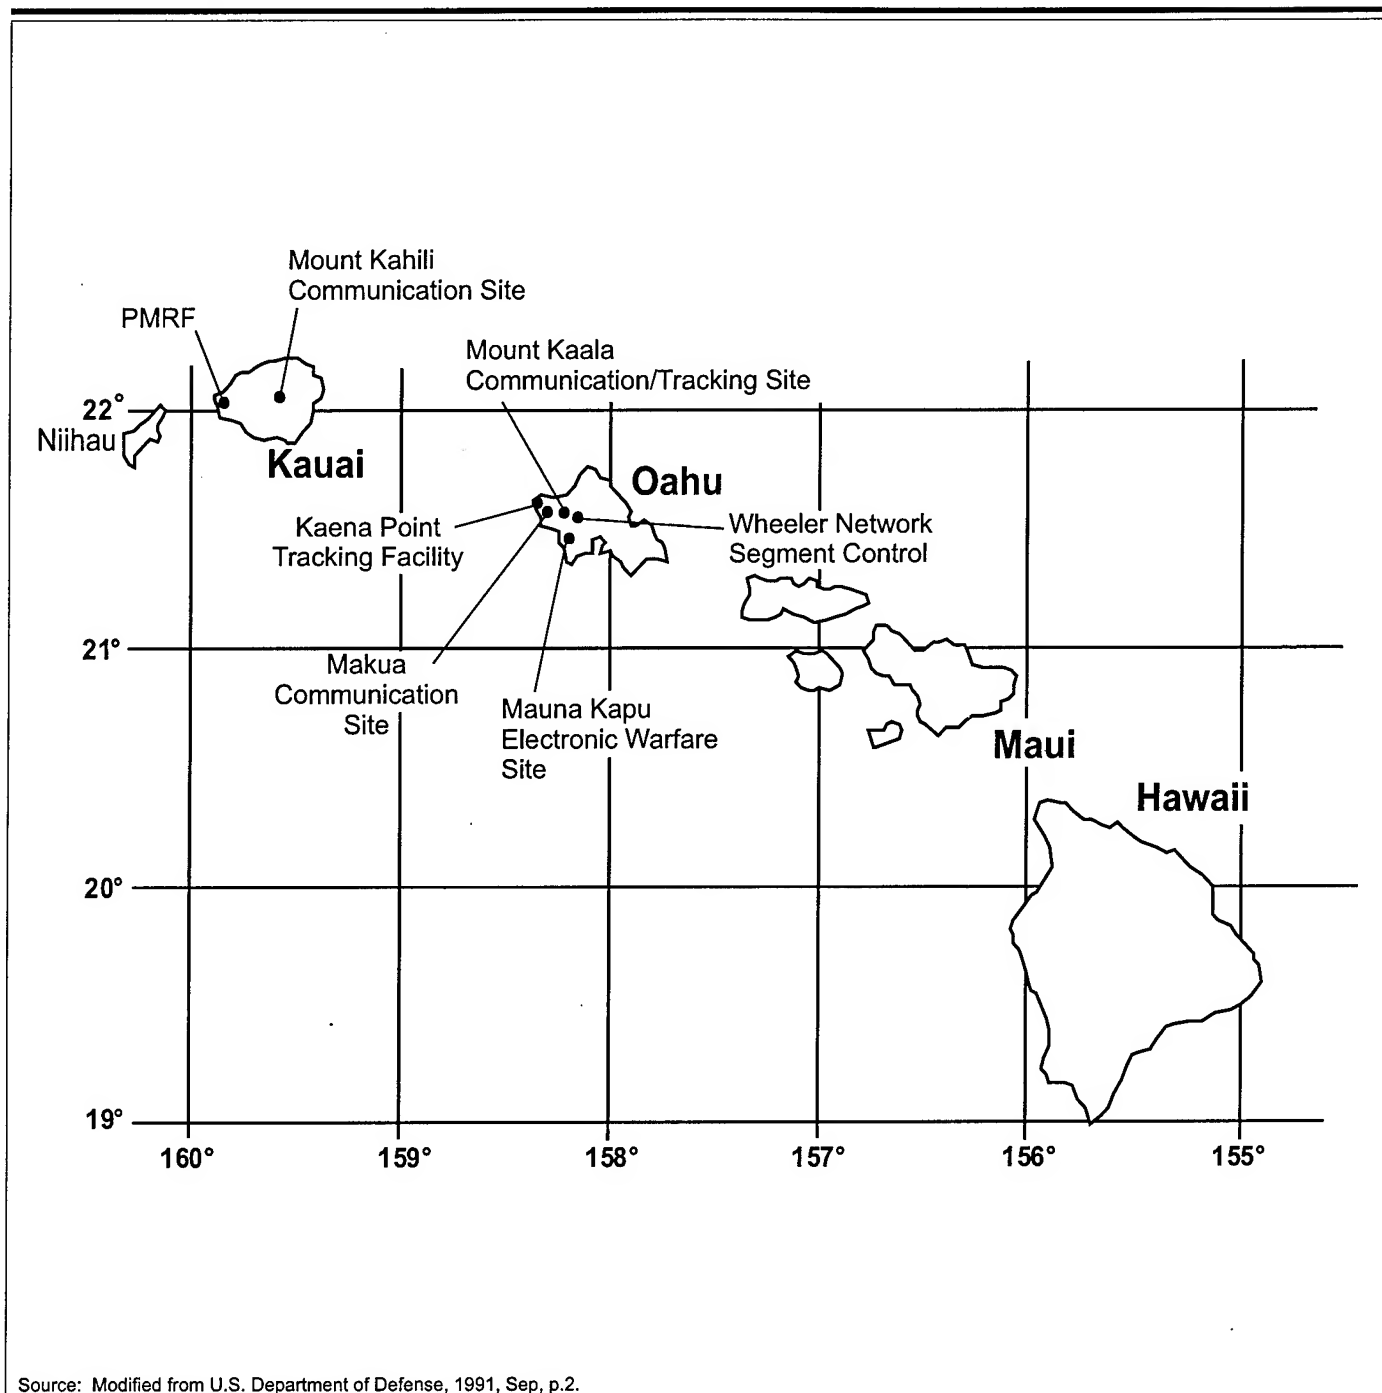 Mount Kahili
Communication Site
PMRF
Mount Kaala
Communication/Tracking Site
22°
Niihau
Kauai
Oahu
Kaena Point
Tracking Facility
Wheeler Network
Segment Control
21°
Makua
Communication
Site
Mauna Kapu
Electronic Warfare
Site
Maui
Hawaii
20°
19°
160°
159°
158°
157°
156°
155°
Source: Modified from U.S. Department of Defense, 1991, Sep, p.2.